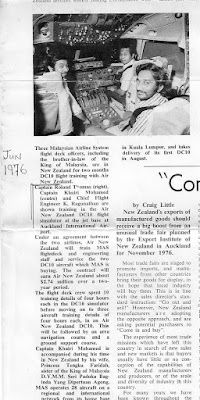 JUN
1976
Three Malaysian Airline System
flight deck officers, including
the brother-in-law of the
King of Malaysia, are in
New Zealand for two months
DC10 flight training with Air
New Zealand.
Captain Roland
(right),
Captain Khairi Mohamed
(centre) and Chief Flight
Engineer K. Regunathan are
shown training in the Air
New Zealand DC10 flight
simulator at the jet base at
Auckland International Air-
port.
Under an agreement between
the two airlines, Air New
Zealand will train MAS
flightdeck and engineering
staff and service the two
DC10 aircraft which MAS is
buying. The contract will
earn Air New Zealand about
$2.74 million over a two-
year period.
The flight deck crew spent 10
training details of four hours
each in the DC10 simulator
before moving on to three
aircraft training details of
four hours each, in an Air
New Zealand DC10. This
will be followed by an area
navigation course and a
ground support course.
Captain Khairi Mohamed is
accompanied during his time
in New Zealand by his wife,
Princess Tengku Faridah,
sister of the King of Malaysia
D.Y.M.M. Seri Paduka Bag-
inda Yang Dipertuan Agong.
MAS operates 28 aircraft on a
regional and international
network from its home base
in Kuala Lumpur, and takes
delivery of its first DC10
in August.
"Con
by Craig Little
New Zealand's exports of
manufactured goods should
receive a big boost from an
unusual trade fair planned
by the Export Institute of
New Zealand in Auckland
for November 1976.
Most trade fairs are staged to
promote imports, and manu-
facturers from other countries
bring their goods for display, in
the hope that local industry
will buy them. This is in line
with the sales director's stan-
dard instruction, "Go out and
sell!" However, New Zealand
manufacturers are adopting
the opposite approach, and are
asking potential purchasers to
"Come in and buy".
The experience of most trade
missions which have left this
country in search of new sales
and new markets is that buyers
usually have little or no con-
ception of the capabilities of
New Zealand manufacturers
and producers, or of the scope
and diversity of industry in this
country.
For many years we have
been known throughout the